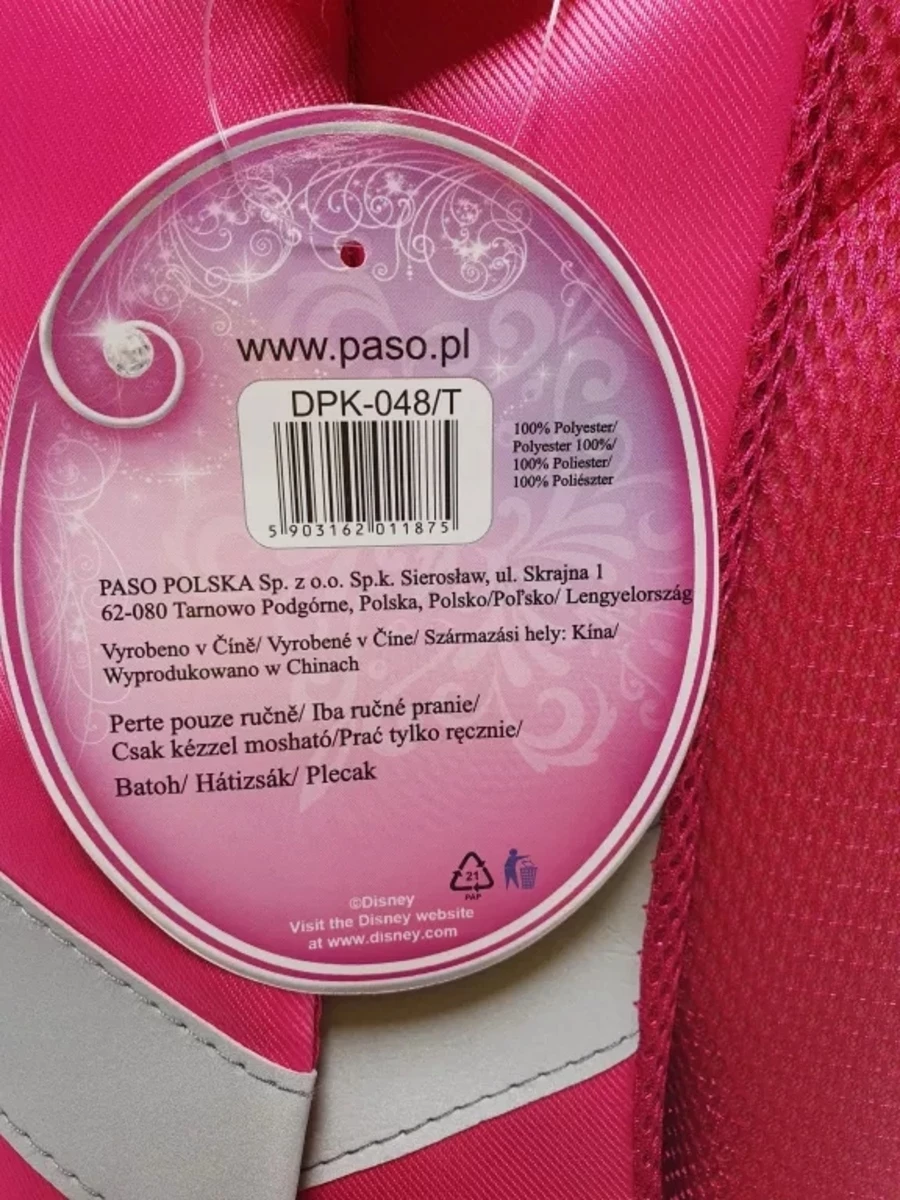 www.paso.pl
DPK-048/T
5 903162 011875
100% Polyester/
Polyester 100%/
100% Poliester/
100% Poliészter
PASO POLSKA Sp. z o.o. Sp.k. Sierosław, ul. Skrajna 1
62-080 Tarnowo Podgórne, Polska, Polsko/Poľsko/ Lengyelország
Vyrobeno v Číně/ Vyrobené v Číne/ Származási hely: Kína/
Wyprodukowano w Chinach
Perte pouze ručně/ Iba ručné pranie/
Csak kézzel mosható/Prać tylko ręcznie/
Batoh/ Hátizsák/ Plecak
21
PAP
©Disney
Visit the Disney website
at www.disney.com